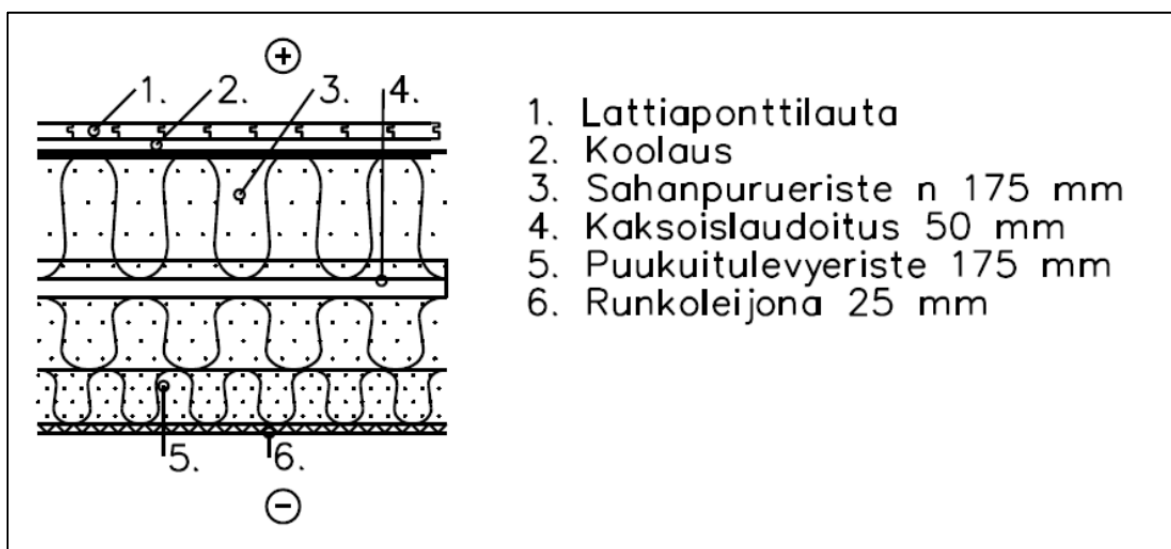 +
1. 2. 3. 4.
1. Lattiaponttilauta
2. Koolaus
3. Sahanpurueriste n 175 mm
4. Kaksoislaudoitus 50 mm
5. Puukuitulevyeriste 175 mm
6. Runkoleijona 25 mm
5. 6.
−